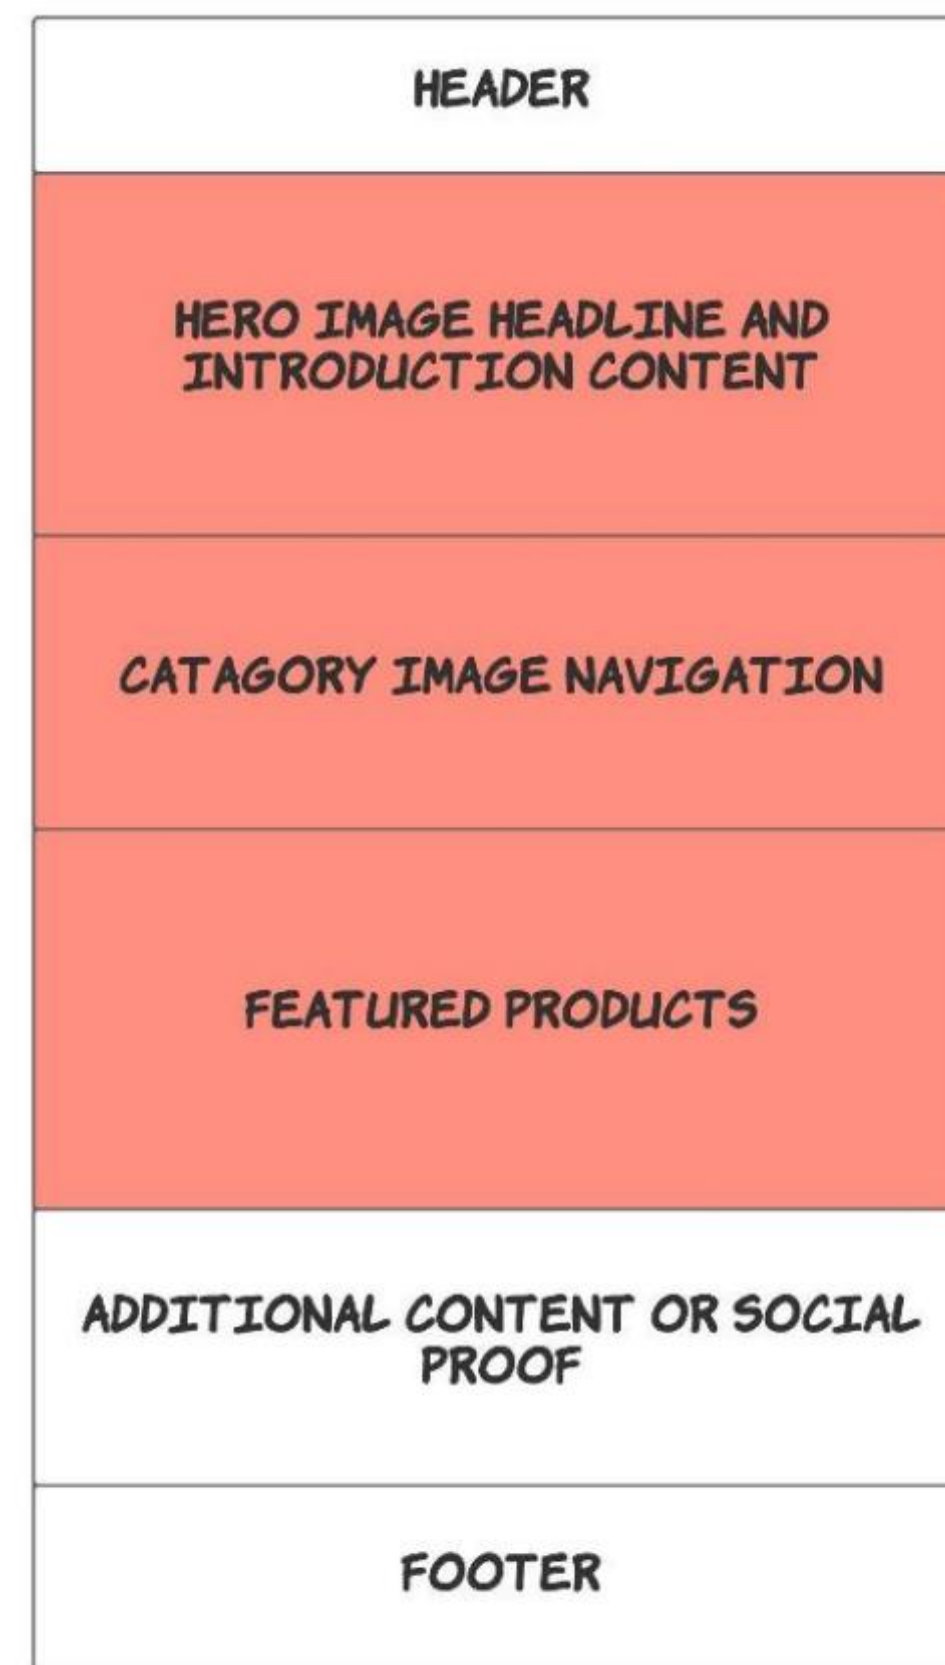 HEADER
HERO IMAGE HEADLINE AND
INTRODUCTION CONTENT
CATAGORY IMAGE NAVIGATION
FEATURED PRODUCTS
ADDITIONAL CONTENT OR SOCIAL
PROOF
FOOTER